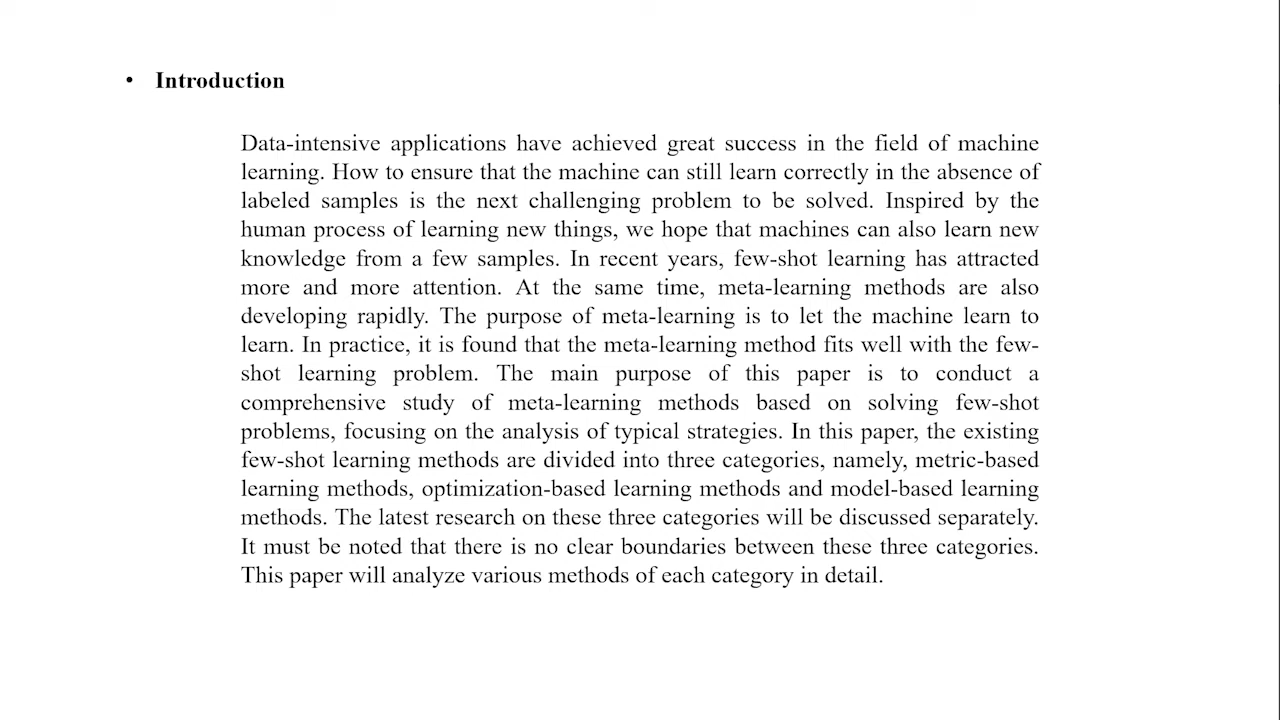 • Introduction
Data-intensive applications have achieved great success in the field of machine
learning. How to ensure that the machine can still learn correctly in the absence of
labeled samples is the next challenging problem to be solved. Inspired by the
human process of learning new things, we hope that machines can also learn new
knowledge from a few samples. In recent years, few-shot learning has attracted
more and more attention. At the same time, meta-learning methods are also
developing rapidly. The purpose of meta-learning is to let the machine learn to
learn. In practice, it is found that the meta-learning method fits well with the few-
shot learning problem. The main purpose of this paper is to conduct a
comprehensive study of meta-learning methods based on solving few-shot
problems, focusing on the analysis of typical strategies. In this paper, the existing
few-shot learning methods are divided into three categories, namely, metric-based
learning methods, optimization-based learning methods and model-based learning
methods. The latest research on these three categories will be discussed separately.
It must be noted that there is no clear boundaries between these three categories.
This paper will analyze various methods of each category in detail.